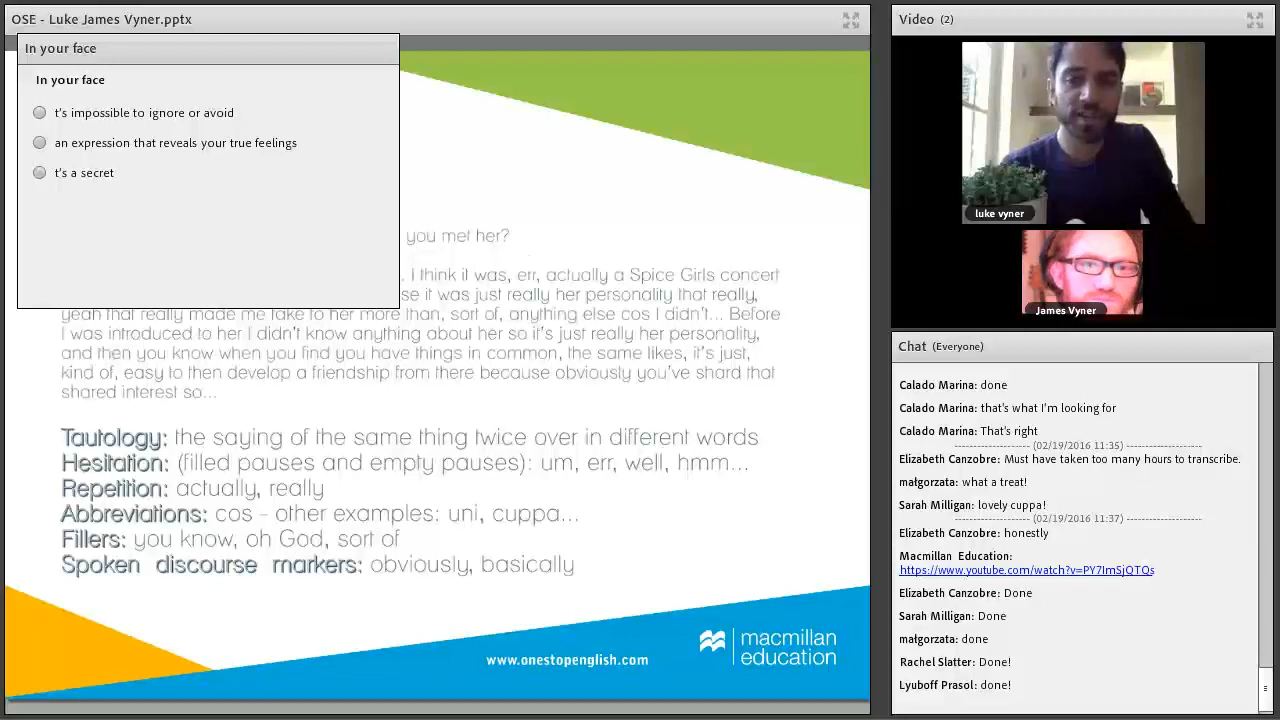 OSE - Luke James Vyner.pptx
In your face
In your face
t's impossible to ignore or avoid
an expression that reveals your true feelings
t's a secret
you met her?
. I think it was, err, actually a Spice Girls concert
se it was just really her personality that really,
yeah that really made me take to her more than, sort of, anything else cos I didn't... Before
I was introduced to her I didn't know anything about her so it's just really her personality,
and then you know when you find you have things in common, the same likes, it's just,
kind of, easy to then develop a friendship from there because obviously you've shard that
shared interest so...
Tautology: the saying of the same thing twice over in different words
Hesitation: (filled pauses and empty pauses): um, err, well, hmm...
Repetition: actually, really
Abbreviations: cos - other examples: uni, cuppa...
Fillers: you know, oh God, sort of
Spoken discourse markers: obviously, basically
www.onestopenglish.com
macmillan
education
Video (2)
luke vyner
James Vyner
Chat (Everyone)
Calado Marina: done
Calado Marina: that's what I'm looking for
Calado Marina: That's right
------------------- (02/19/2016 11:35) -------------------
Elizabeth Canzobre: Must have taken too many hours to transcribe.
małgorzata: what a treat!
Sarah Milligan: lovely cuppa!
------------------- (02/19/2016 11:37) -------------------
Elizabeth Canzobre: honestly
Macmillan Education:
https://www.youtube.com/watch?v=PY7ImSjQTQs
Elizabeth Canzobre: Done
Sarah Milligan: Done
małgorzata: done
Rachel Slatter: Done!
Lyuboff Prasol: done!